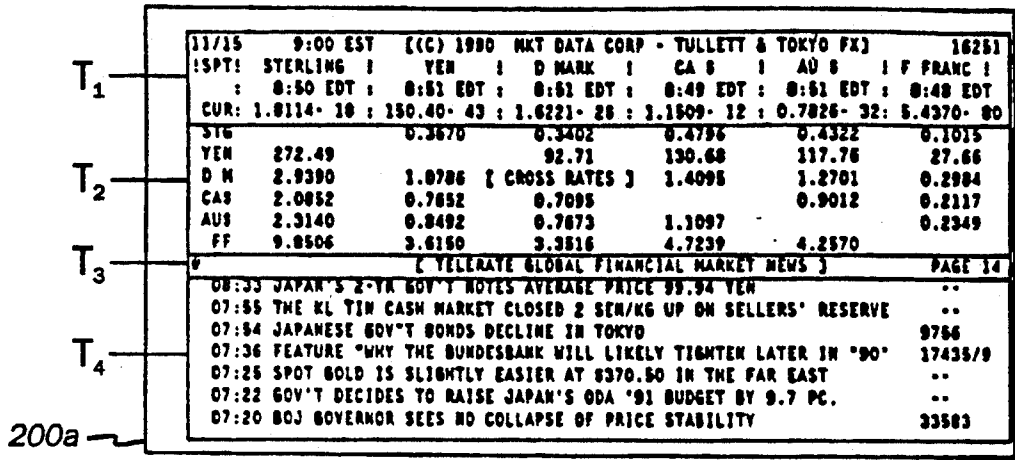 11/15 9:00 EST [(C) 1990 MKT DATA CORP - TULLETT & TOKYO FX] 16251
!SPT! STERLING ! YEN ! D MARK ! CA $ ! AU $ ! F FRANC !
: 8:50 EDT : 8:51 EDT : 8:51 EDT : 8:49 EDT : 8:51 EDT : 8:48 EDT
CUR: 1.8114- 18 : 150.40- 43 : 1.6221- 28 : 1.1509- 12 : 0.7826- 32: 5.4370- 80
STG 0.3670 0.3402 0.4796 0.4322 0.1015
YEN 272.49 92.71 130.68 117.76 27.66
D M 2.9390 1.0786 [ CROSS RATES ] 1.4095 1.2701 0.2984
CA$ 2.0852 0.7652 0.7095 0.9012 0.2117
AU$ 2.3140 0.8492 0.7873 1.1097 0.2349
FF 9.8506 3.6150 3.3516 4.7239 4.2570
# [ TELERATE GLOBAL FINANCIAL MARKET NEWS ] PAGE 14
08:33 JAPAN'S 2-YR GOV'T NOTES AVERAGE PRICE 99.94 YEN --
07:55 THE KL TIN CASH MARKET CLOSED 2 SEN/KG UP ON SELLERS' RESERVE --
07:54 JAPANESE GOV"T BONDS DECLINE IN TOKYO 9756
07:36 FEATURE "WHY THE BUNDESBANK WILL LIKELY TIGHTEN LATER IN "90" 17435/9
07:25 SPOT GOLD IS SLIGHTLY EASIER AT $370.50 IN THE FAR EAST --
07:22 GOV'T DECIDES TO RAISE JAPAN'S ODA '91 BUDGET BY 9.7 PC. --
07:20 BOJ GOVERNOR SEES NO COLLAPSE OF PRICE STABILITY 33583
T1
T2
T3
T4
200a